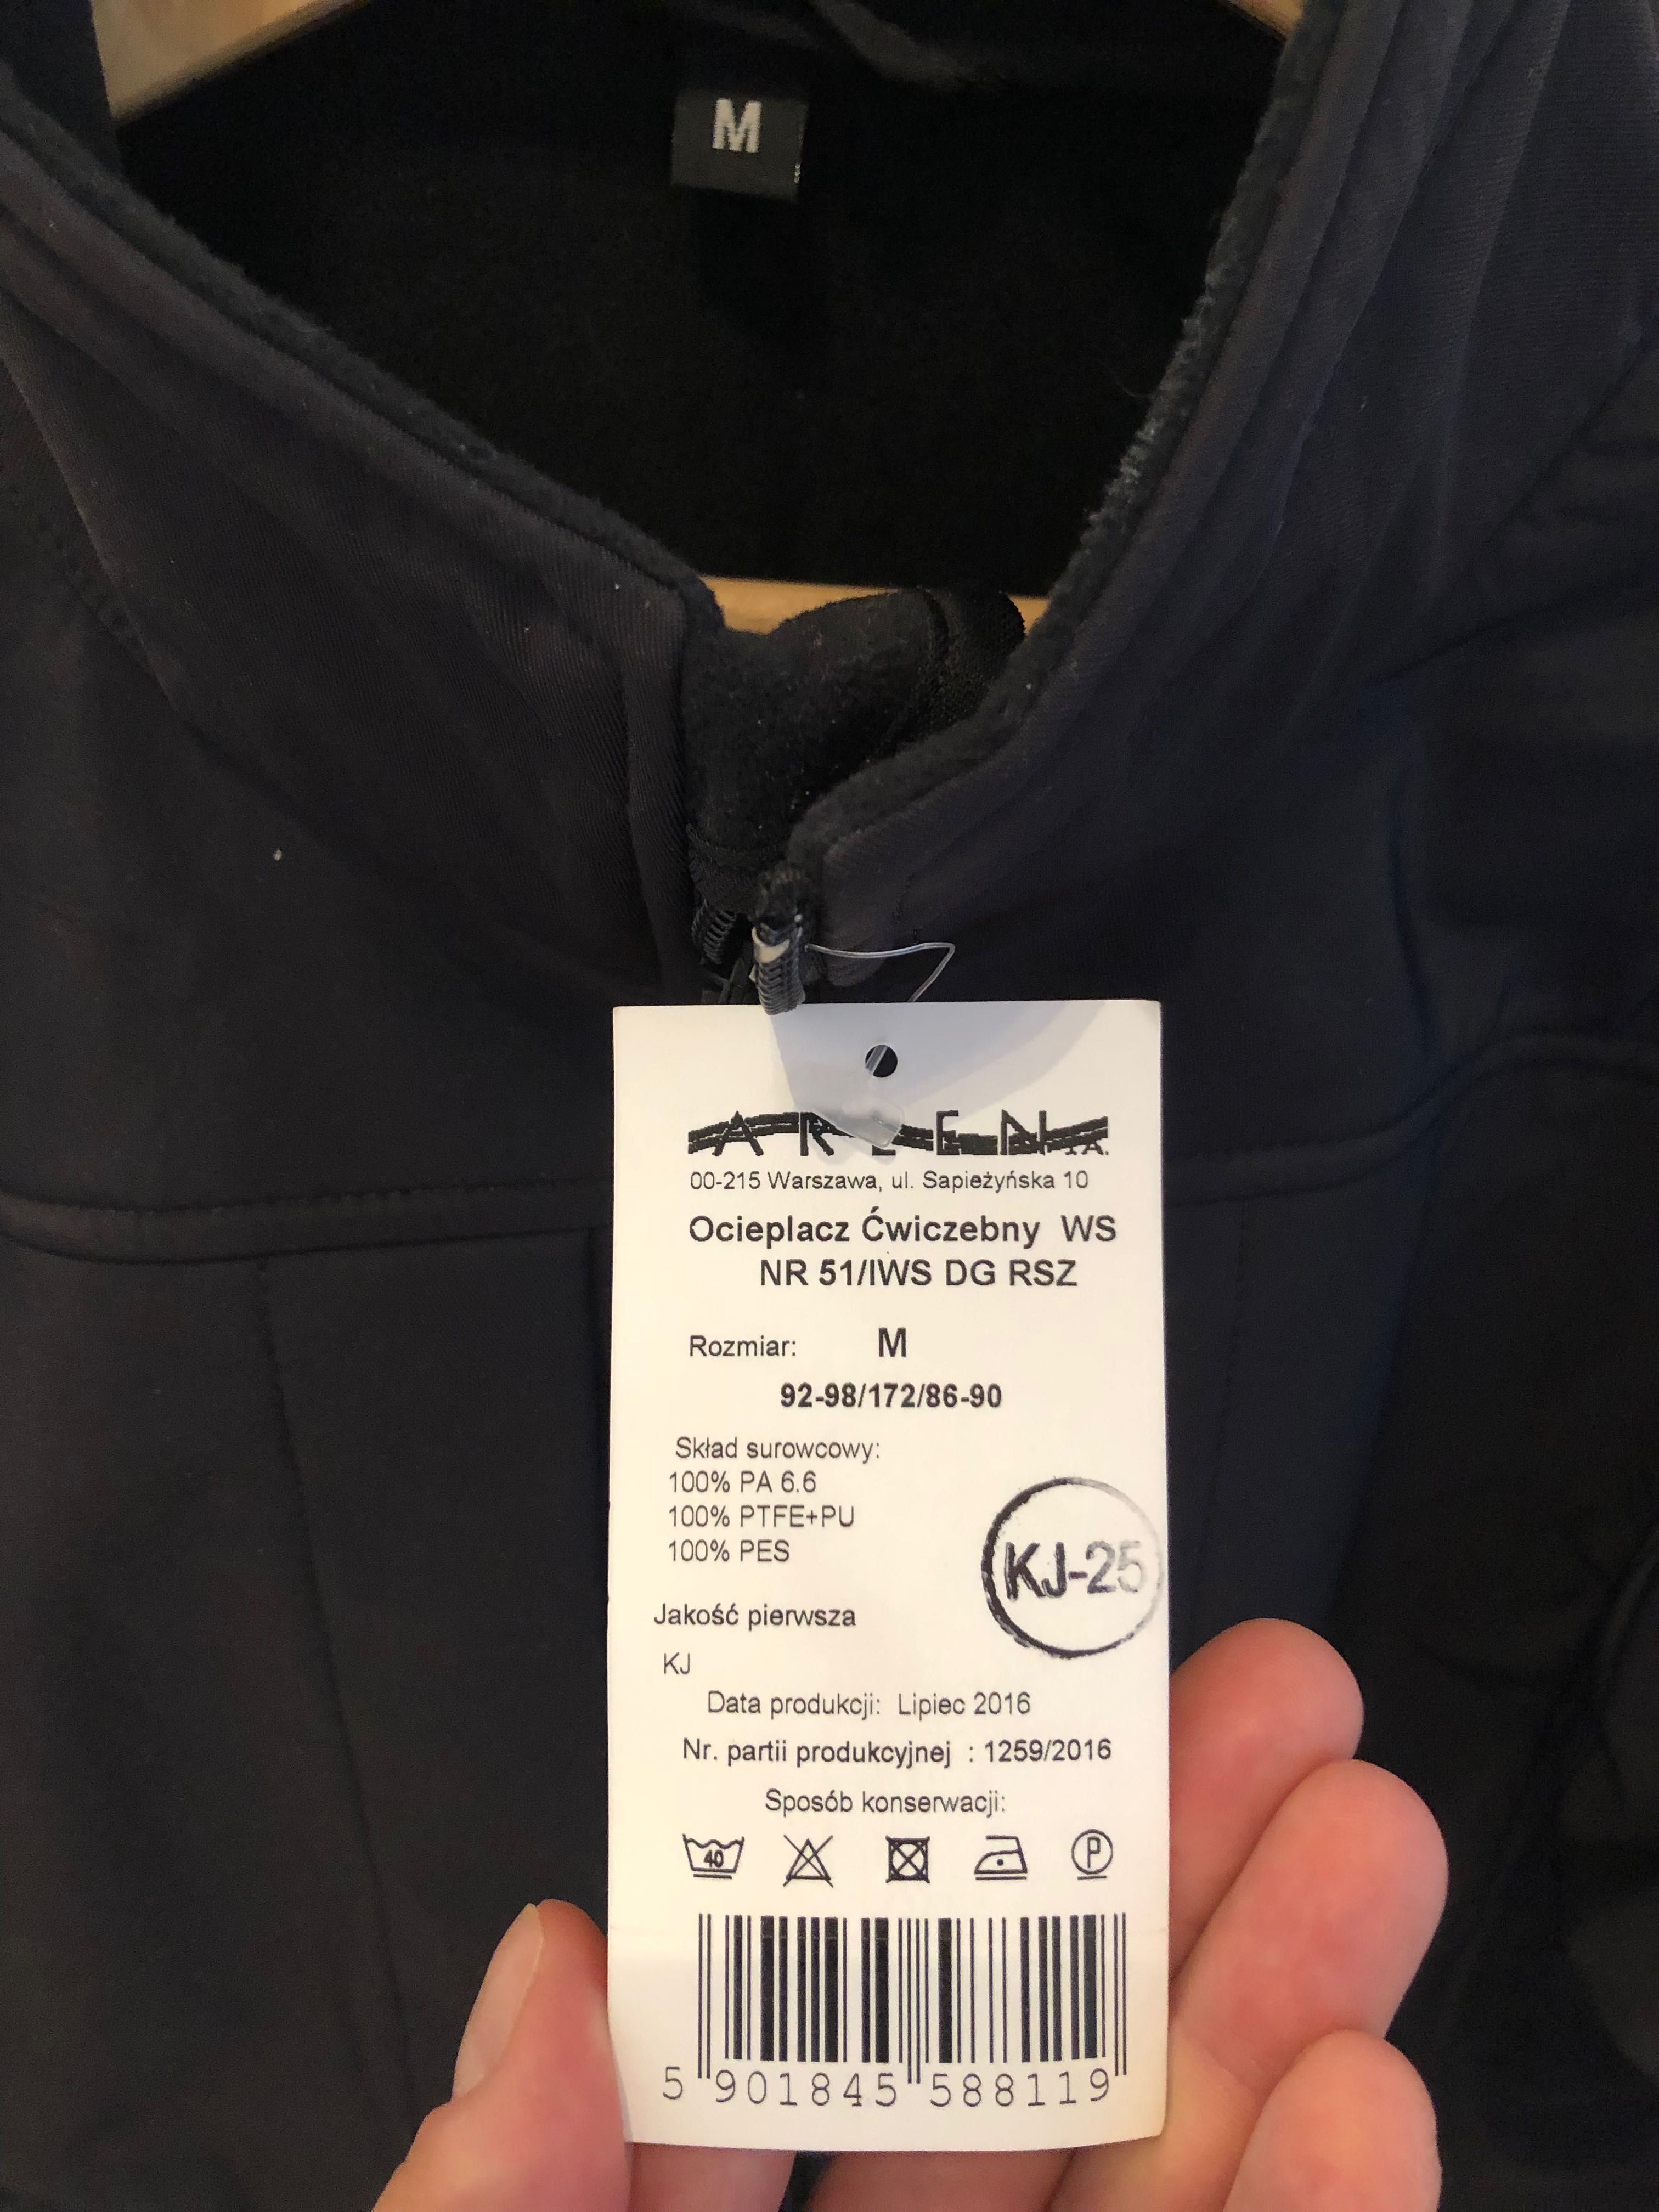 M
ARLEN S.A.
00-215 Warszawa, ul. Sapieżyńska 10
Ocieplacz Ćwiczebny WS
NR 51/IWS DG RSZ
Rozmiar: M
92-98/172/86-90
Skład surowcowy:
100% PA 6.6
100% PTFE+PU
100% PES
KJ-25
Jakość pierwsza
KJ
Data produkcji: Lipiec 2016
Nr. partii produkcyjnej : 1259/2016
Sposób konserwacji:
40 P
5 901845 588119